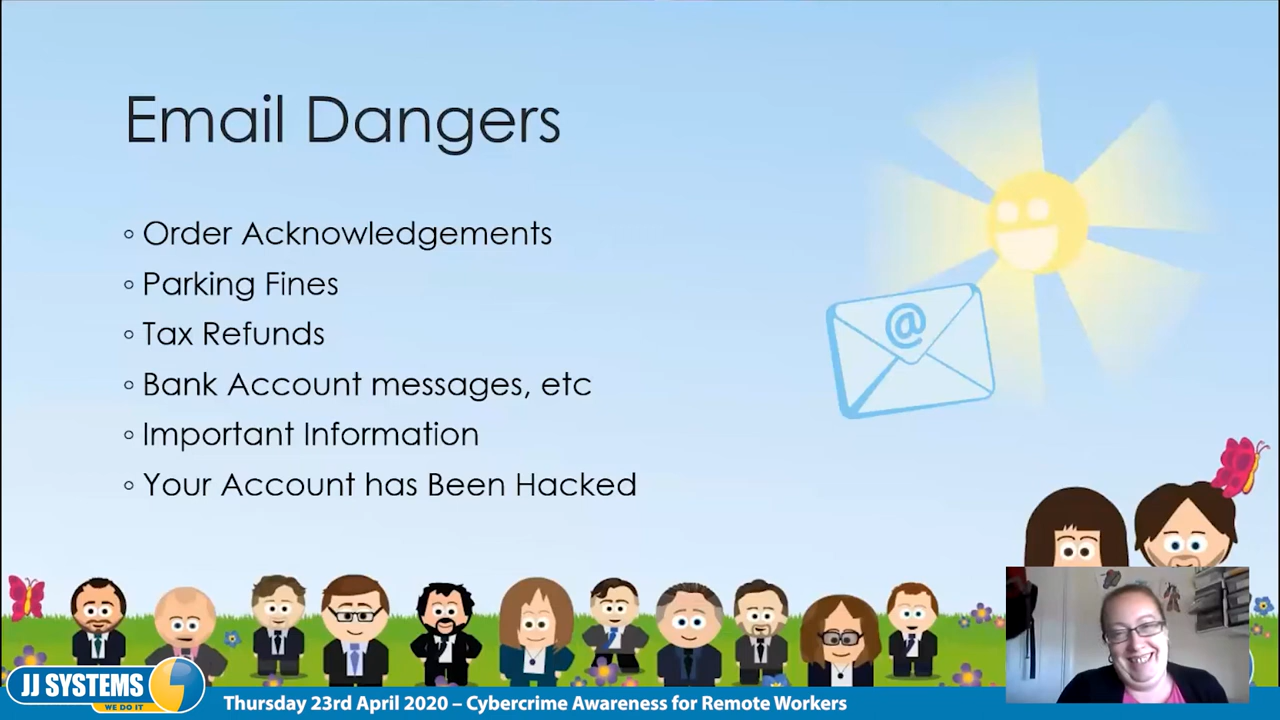 Email Dangers
◦ Order Acknowledgements
◦ Parking Fines
◦ Tax Refunds
◦ Bank Account messages, etc
◦ Important Information
◦ Your Account has Been Hacked
@
JJ SYSTEMS
WE DO IT
Thursday 23rd April 2020 – Cybercrime Awareness for Remote Workers